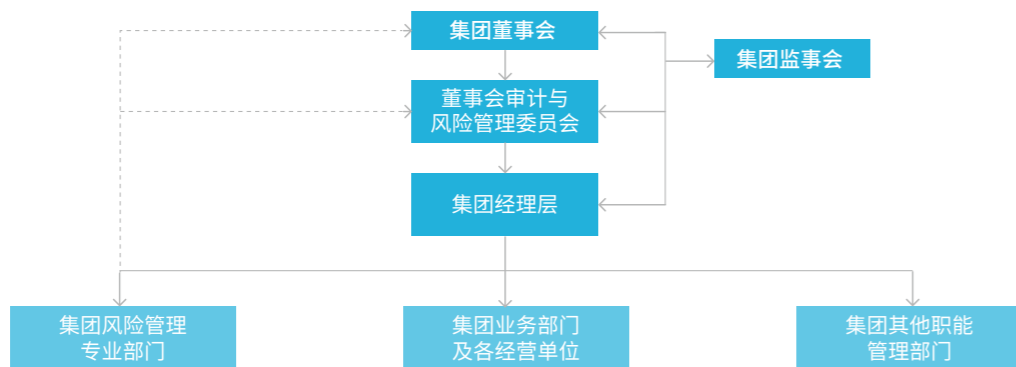 集团董事会
集团监事会
董事会审计与
风险管理委员会
集团经理层
集团风险管理
专业部门
集团业务部门
及各经营单位
集团其他职能
管理部门